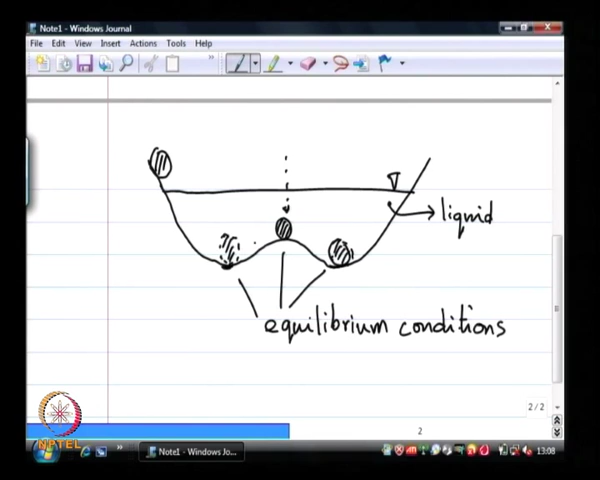 Note1 - Windows Journal
File Edit View Insert Actions Tools Help
liquid
equilibrium conditions
2 / 2
2
NPTEL
Note1 - Windows Jo...
13:08